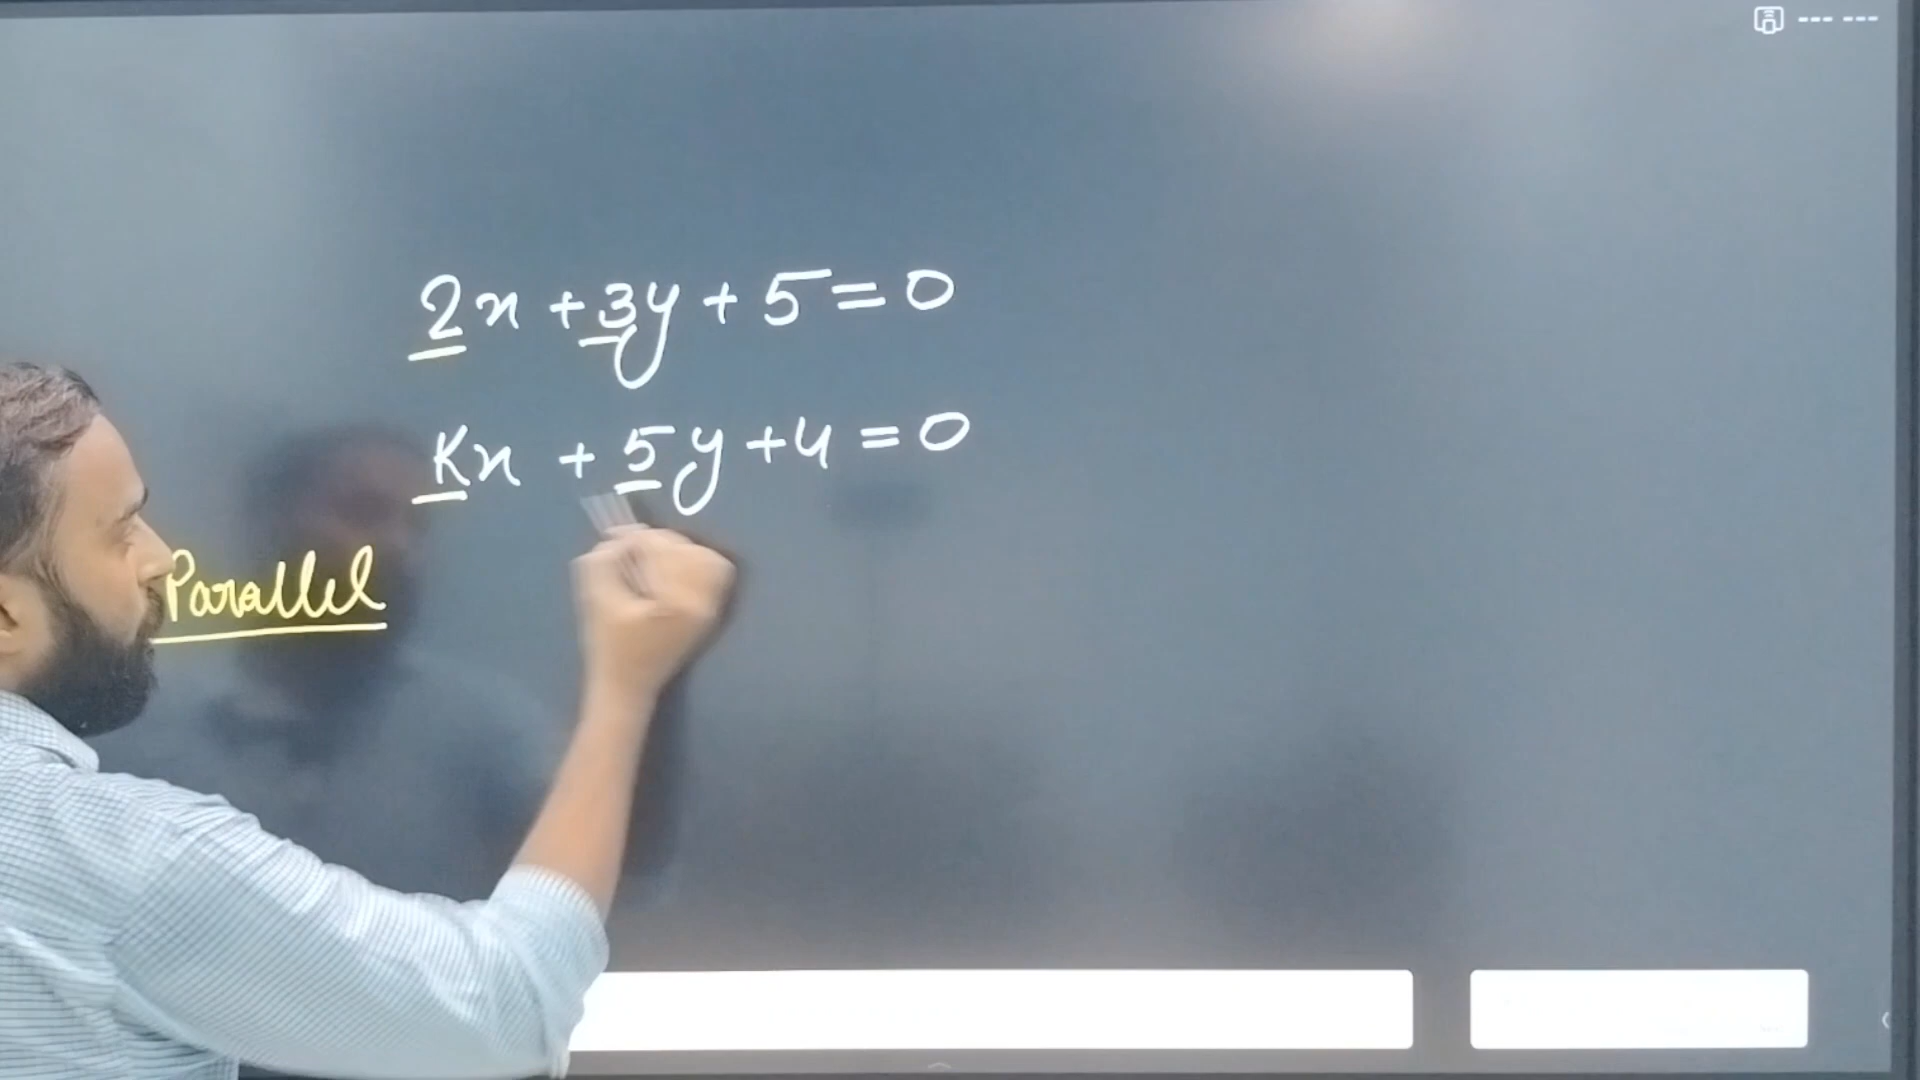 2x + 3y + 5 = 0
Kx + 5y + 4 = 0
Parallel